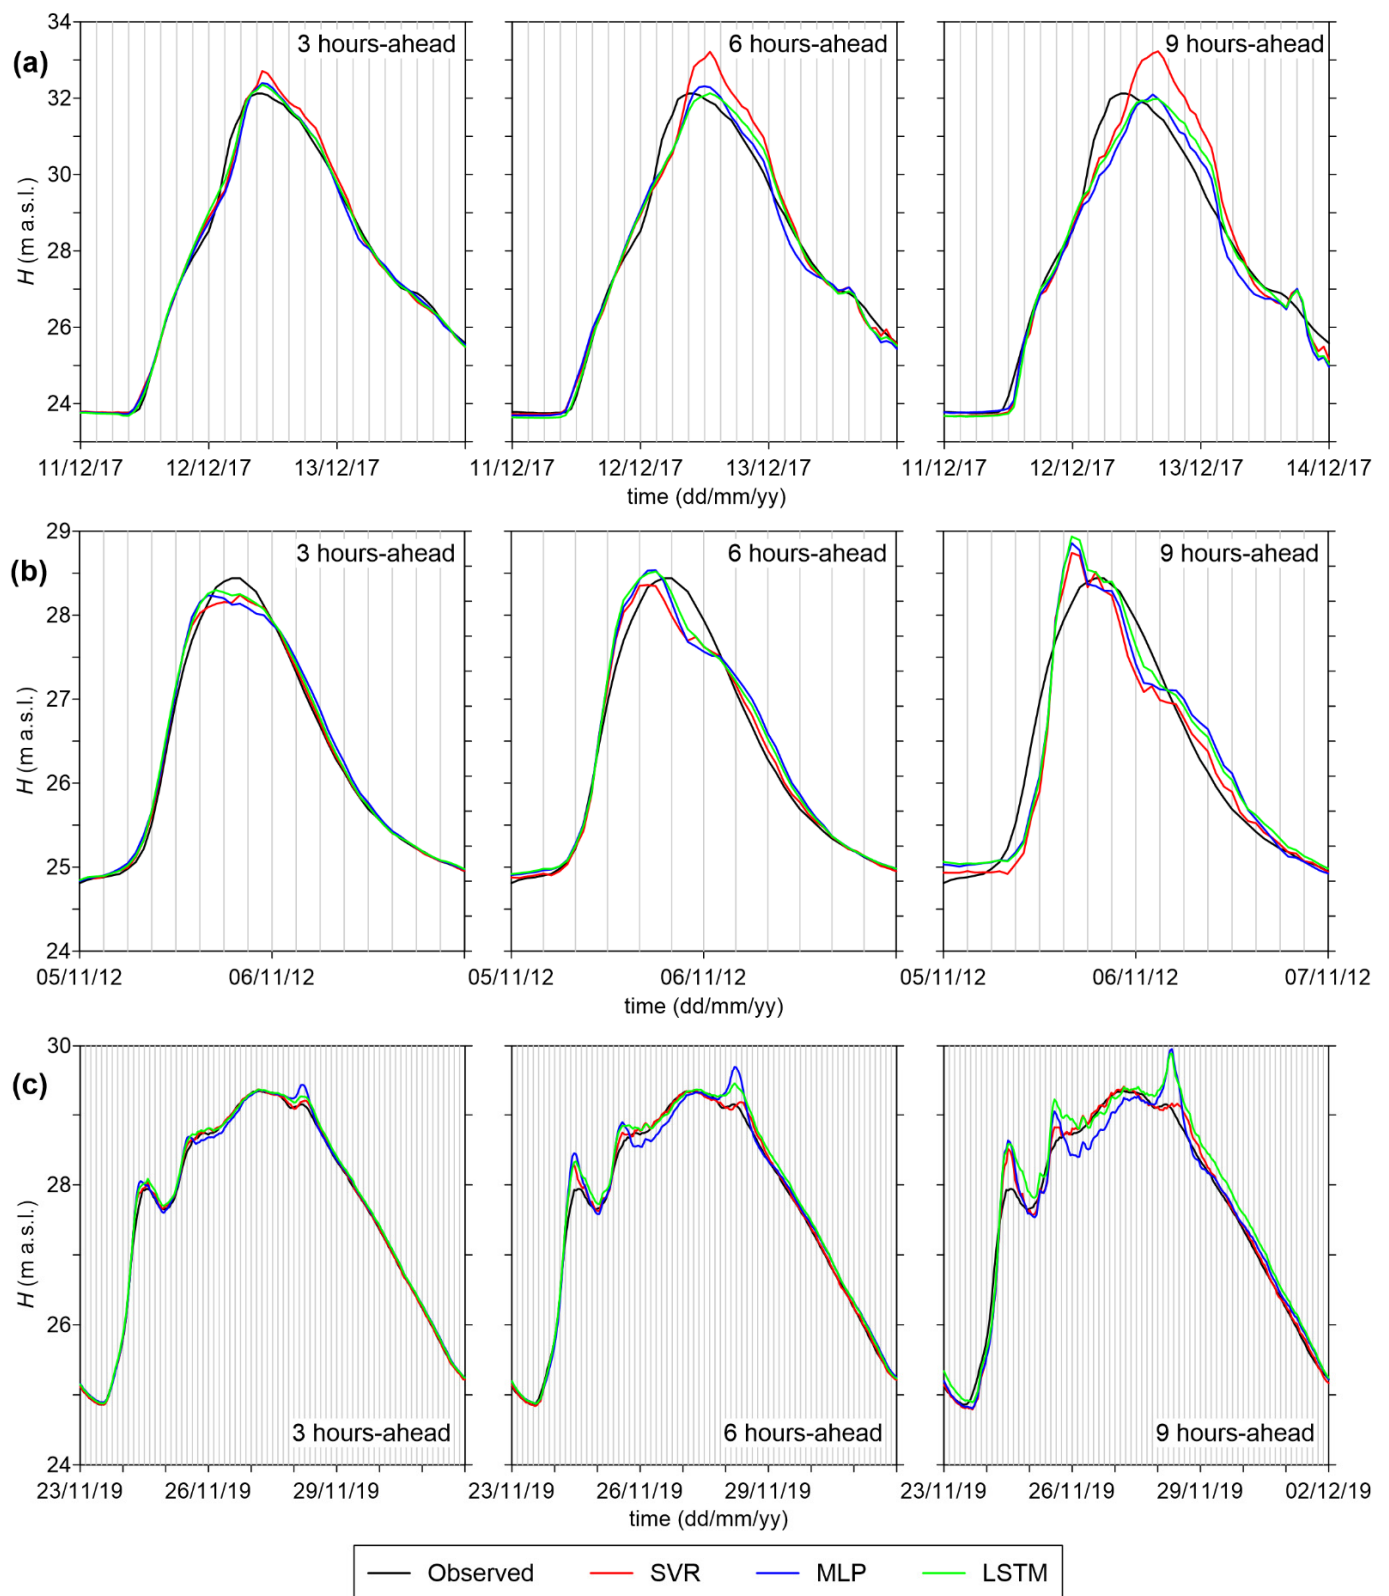 (a)
3 hours-ahead
6 hours-ahead
9 hours-ahead
34
32
30
28
26
24
H (m a.s.l.)
11/12/17 12/12/17 13/12/17
11/12/17 12/12/17 13/12/17
11/12/17 12/12/17 13/12/17 14/12/17
time (dd/mm/yy)
(b)
3 hours-ahead
6 hours-ahead
9 hours-ahead
29
28
27
26
25
24
H (m a.s.l.)
05/11/12 06/11/12
05/11/12 06/11/12
05/11/12 06/11/12 07/11/12
time (dd/mm/yy)
(c)
30
28
26
24
H (m a.s.l.)
3 hours-ahead
6 hours-ahead
9 hours-ahead
23/11/19 26/11/19 29/11/19
23/11/19 26/11/19 29/11/19
23/11/19 26/11/19 29/11/19 02/12/19
time (dd/mm/yy)
Observed SVR MLP LSTM